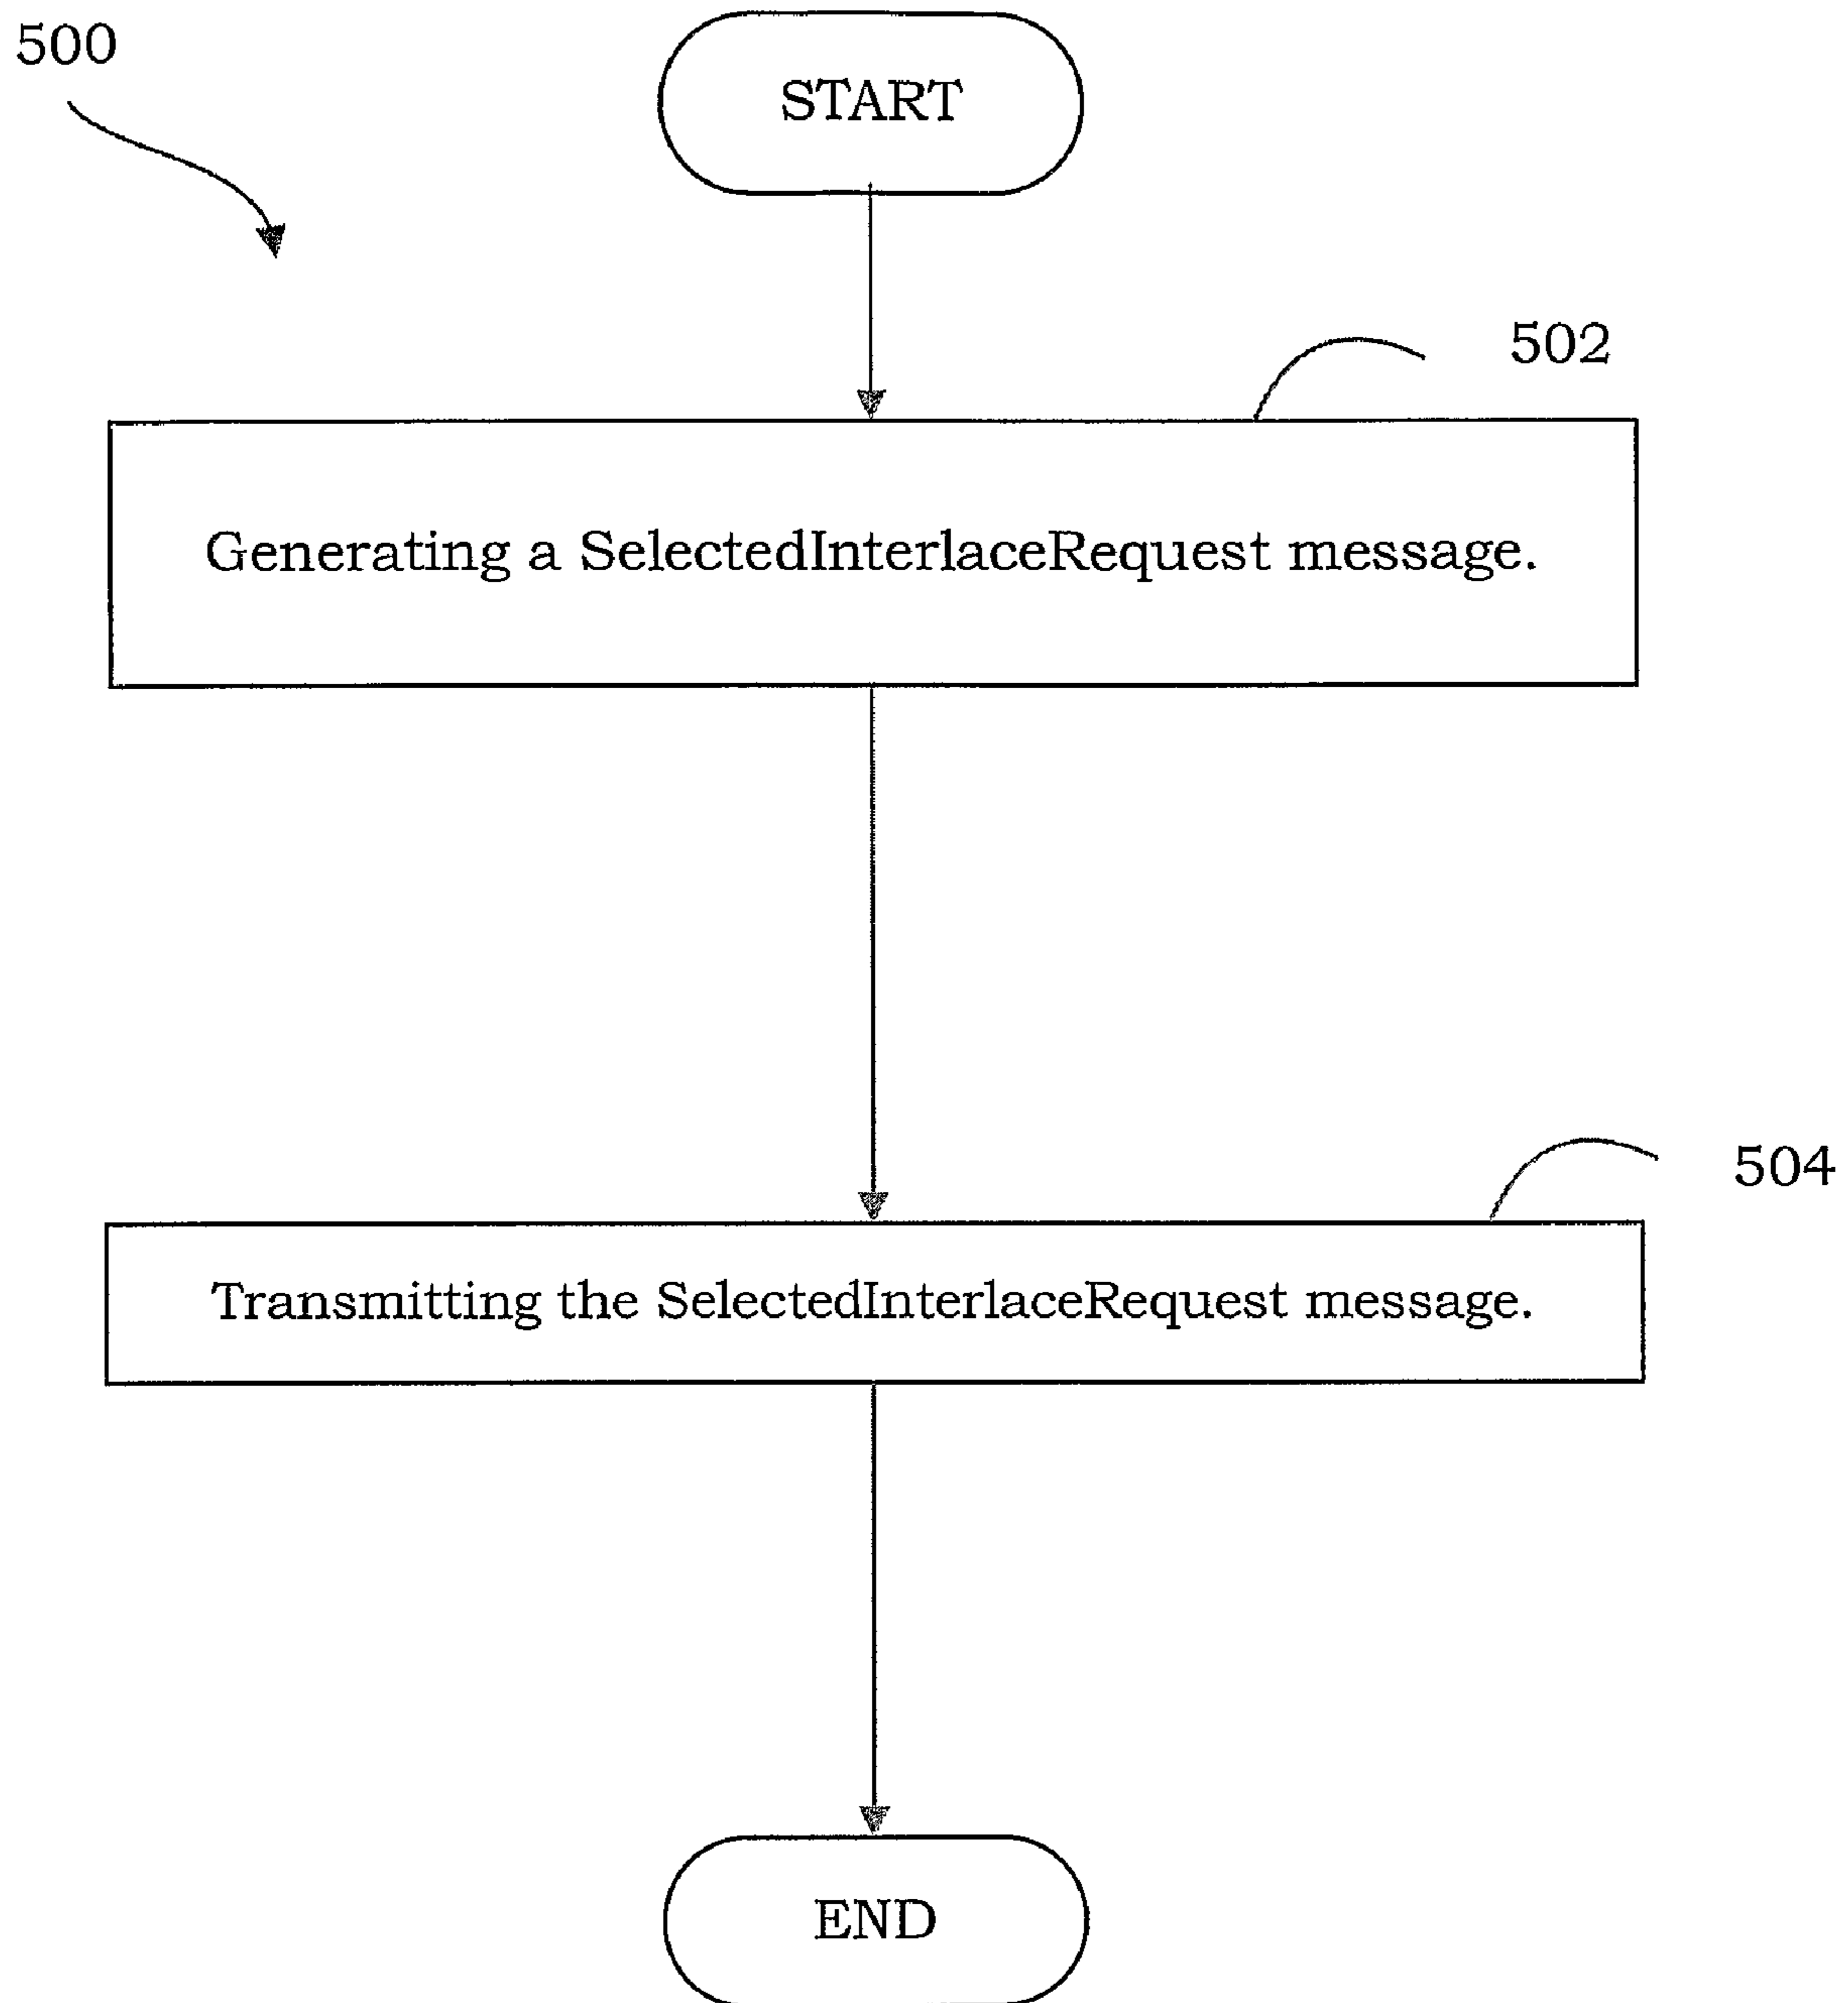 500
START
502
Generating a SelectedInterlaceRequest message.
504
Transmitting the SelectedInterlaceRequest message.
END